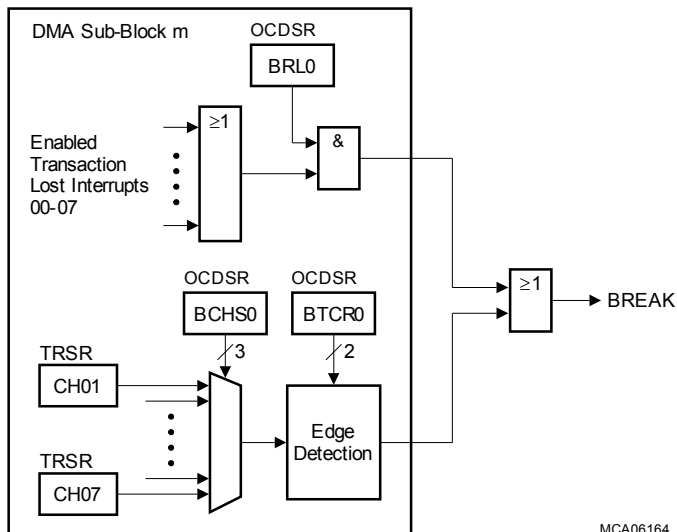 DMA Sub-Block m
OCDSR
BRL0
≥1
&
Enabled
Transaction
Lost Interrupts
00-07
≥1
BREAK
OCDSR
OCDSR
BCHS0
BTCR0
3
2
TRSR
CH01
Edge
Detection
TRSR
CH07
MCA06164